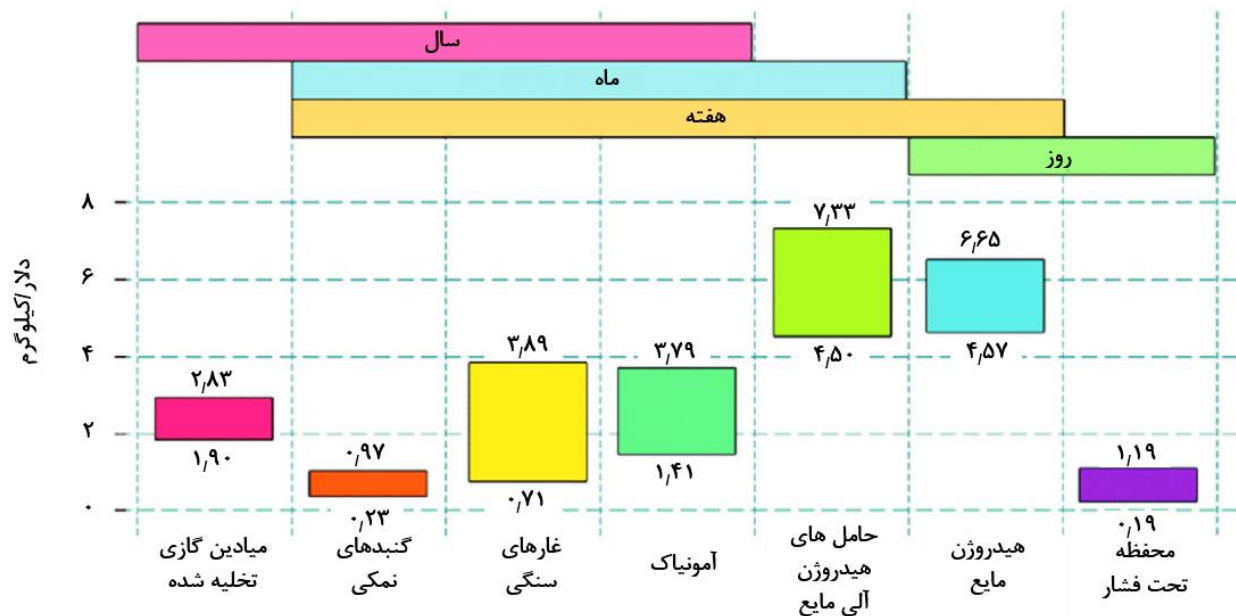 سال
ماه
هفته
روز
دلار/کیلوگرم
۸
۶
۴
۲
۰
۲٫۸۳
۱٫۹۰
۰٫۹۷
۰٫۲۳
۳٫۸۹
۰٫۷۱
۳٫۷۹
۱٫۴۱
۷٫۳۳
۴٫۵۰
۶٫۶۵
۴٫۵۷
۱٫۱۹
۰٫۱۹
میادین گازی
تخلیه شده
گنبدهای
نمکی
غارهای
سنگی
آمونیاک
حامل های
هیدروژن
آلی مایع
هیدروژن
مایع
محفظه
تحت فشار